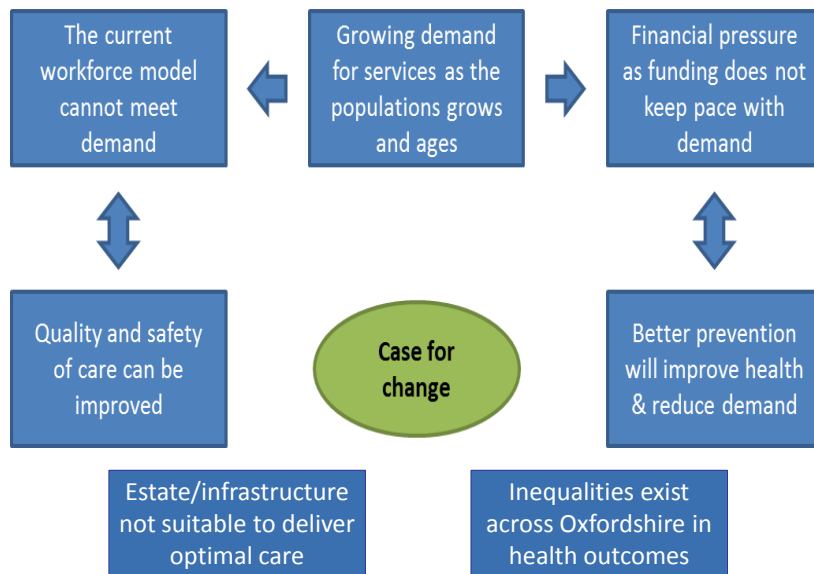 The current
workforce model
cannot meet
demand
Growing demand
for services as the
populations grows
and ages
Financial pressure
as funding does not
keep pace with
demand
Quality and safety
of care can be
improved
Case for
change
Better prevention
will improve health
& reduce demand
Estate/infrastructure
not suitable to deliver
optimal care
Inequalities exist
across Oxfordshire in
health outcomes